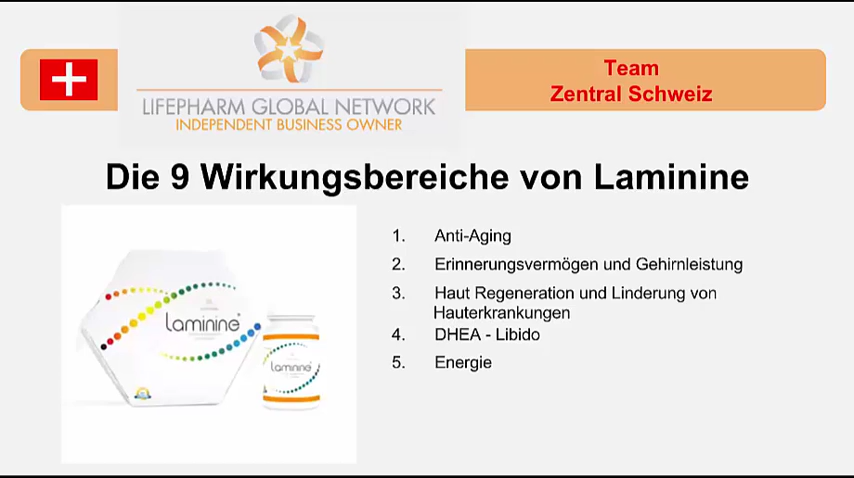 LIFEPHARM GLOBAL NETWORK
INDEPENDENT BUSINESS OWNER
Team
Zentral Schweiz
Die 9 Wirkungsbereiche von Laminine
1. Anti-Aging
2. Erinnerungsvermögen und Gehirnleistung
3. Haut Regeneration und Linderung von
Hauterkrankungen
4. DHEA - Libido
5. Energie
Laminine
Laminine